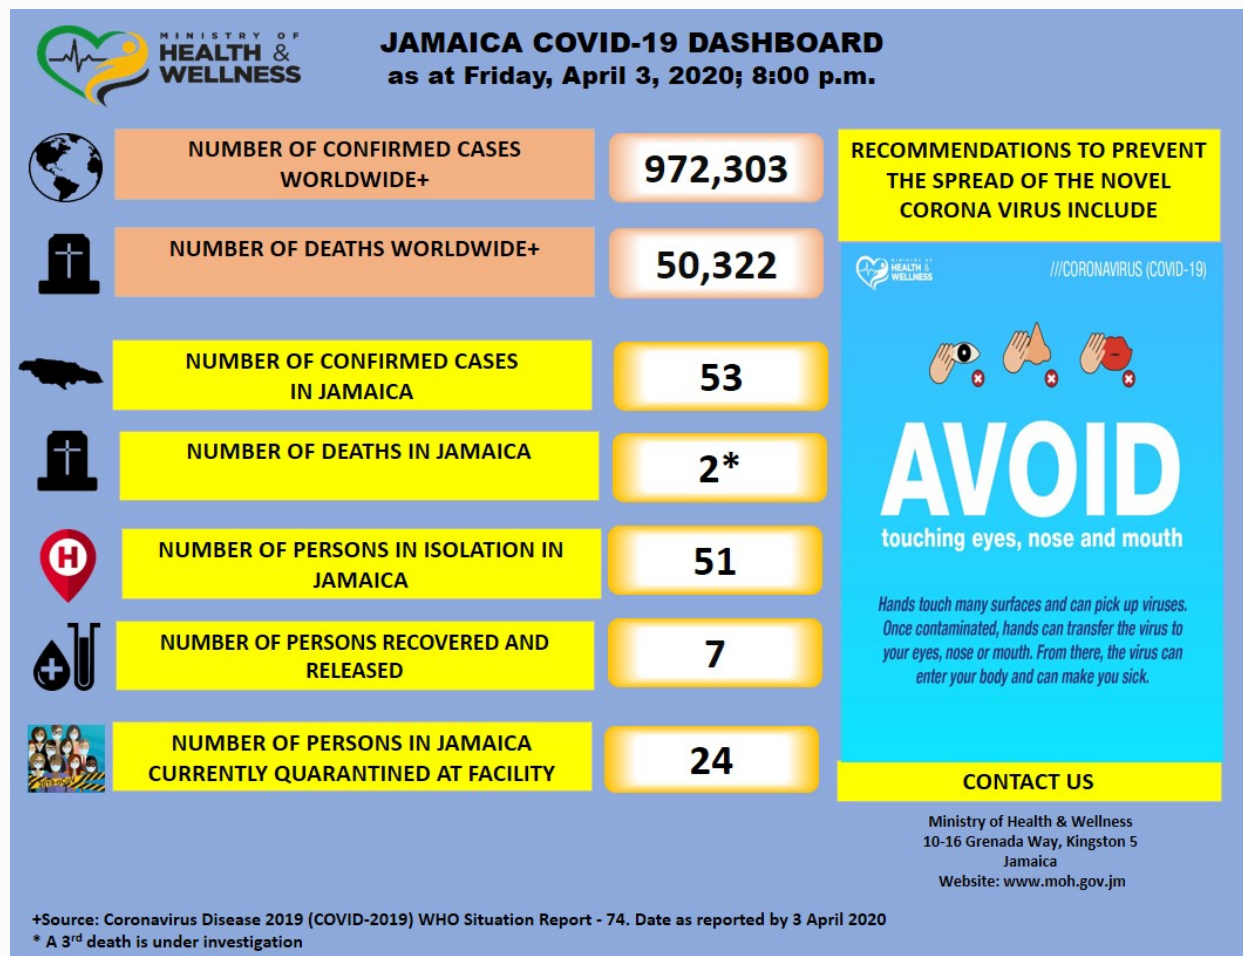 MINISTRY OF
HEALTH &
WELLNESS
JAMAICA COVID-19 DASHBOARD
as at Friday, April 3, 2020; 8:00 p.m.
NUMBER OF CONFIRMED CASES
WORLDWIDE+
972,303
NUMBER OF DEATHS WORLDWIDE+
50,322
NUMBER OF CONFIRMED CASES
IN JAMAICA
53
NUMBER OF DEATHS IN JAMAICA
2*
H
NUMBER OF PERSONS IN ISOLATION IN
JAMAICA
51
NUMBER OF PERSONS RECOVERED AND
RELEASED
7
NUMBER OF PERSONS IN JAMAICA
CURRENTLY QUARANTINED AT FACILITY
24
RECOMMENDATIONS TO PREVENT
THE SPREAD OF THE NOVEL
CORONA VIRUS INCLUDE
MINISTRY OF
HEALTH &
WELLNESS
///CORONAVIRUS (COVID-19)
AVOID
touching eyes, nose and mouth
Hands touch many surfaces and can pick up viruses.
Once contaminated, hands can transfer the virus to
your eyes, nose or mouth. From there, the virus can
enter your body and can make you sick.
CONTACT US
Ministry of Health & Wellness
10-16 Grenada Way, Kingston 5
Jamaica
Website: www.moh.gov.jm
+Source: Coronavirus Disease 2019 (COVID-2019) WHO Situation Report - 74. Date as reported by 3 April 2020
* A 3rd death is under investigation